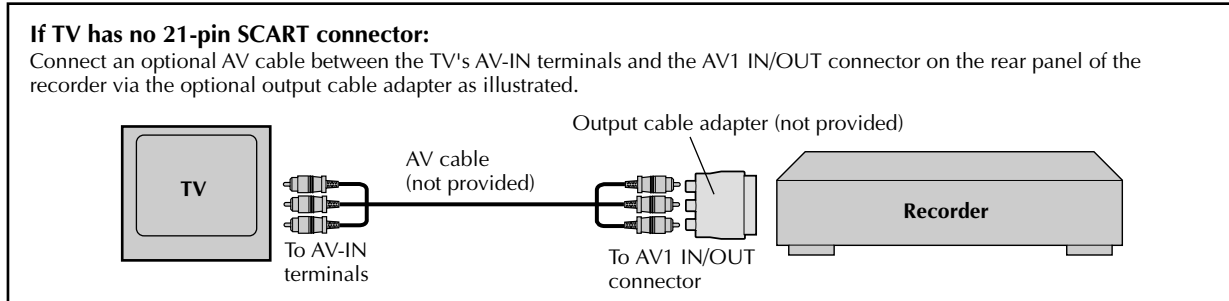 If TV has no 21-pin SCART connector:
Connect an optional AV cable between the TV's AV-IN terminals and the AV1 IN/OUT connector on the rear panel of the
recorder via the optional output cable adapter as illustrated.
Output cable adapter (not provided)
AV cable
(not provided)
TV
Recorder
To AV-IN
terminals
To AV1 IN/OUT
connector